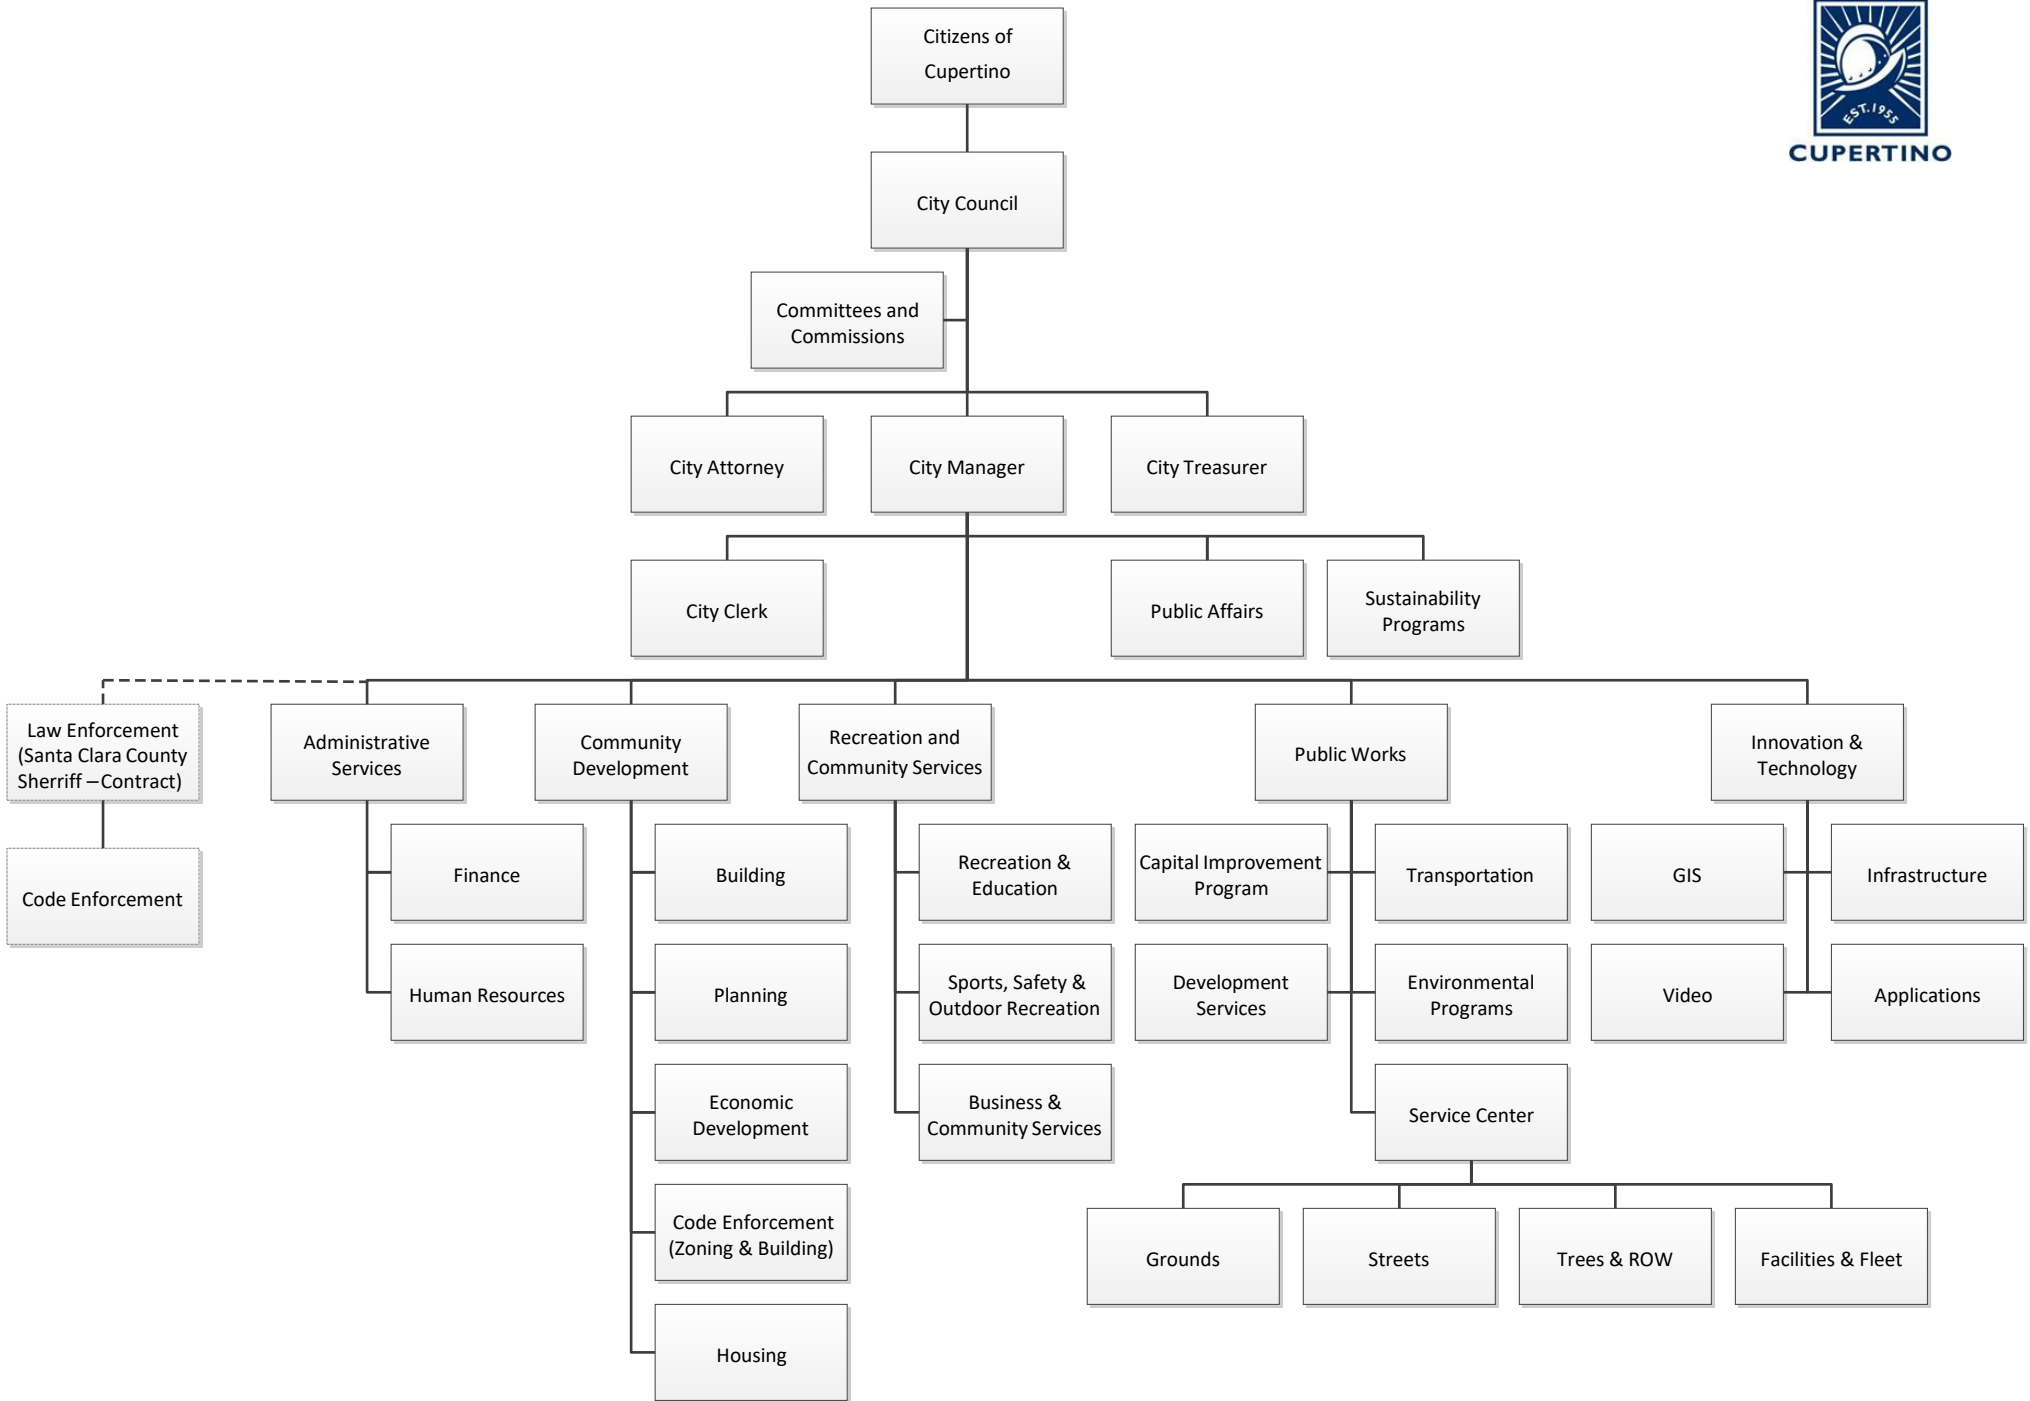 Citizens of
Cupertino
EST. 1955
CUPERTINO
City Council
Committees and
Commissions
City Attorney
City Manager
City Treasurer
City Clerk
Public Affairs
Sustainability
Programs
Law Enforcement
(Santa Clara County
Sherriff – Contract)
Administrative
Services
Community
Development
Recreation and
Community Services
Public Works
Innovation &
Technology
Code Enforcement
Finance
Human Resources
Building
Planning
Economic
Development
Code Enforcement
(Zoning & Building)
Housing
Recreation &
Education
Sports, Safety &
Outdoor Recreation
Business &
Community Services
Capital Improvement
Program
Transportation
Development
Services
Environmental
Programs
Service Center
Grounds
Streets
Trees & ROW
Facilities & Fleet
GIS
Infrastructure
Video
Applications